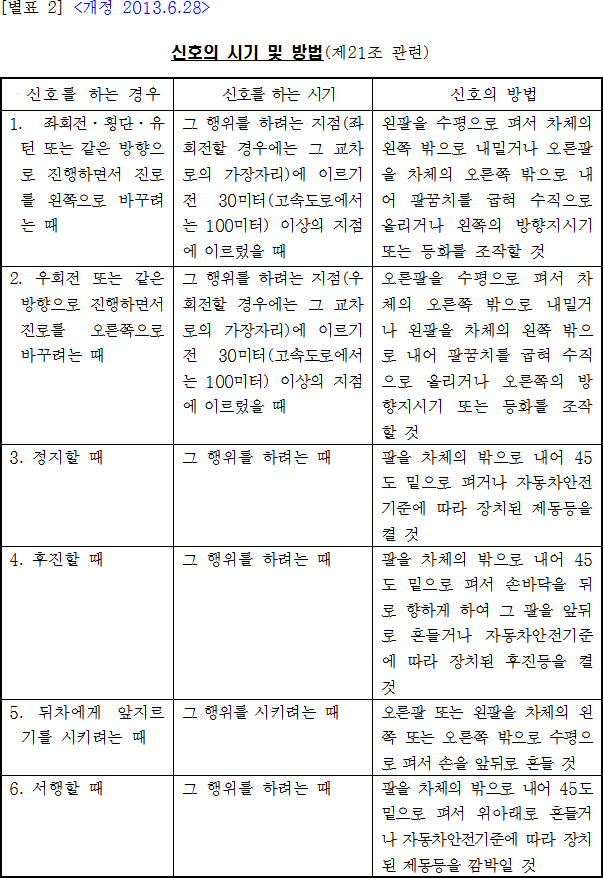 [별표 2] <개정 2013.6.28>
신호의 시기 및 방법(제21조 관련)
신호를 하는 경우
신호를 하는 시기
신호의 방법
1. 좌회전·횡단·유
턴 또는 같은 방향으
로 진행하면서 진로
를 왼쪽으로 바꾸려
는 때
그 행위를 하려는 지점(좌
회전할 경우에는 그 교차
로의 가장자리)에 이르기
전 30미터(고속도로에서
는 100미터) 이상의 지점
에 이르렀을 때
왼팔을 수평으로 펴서 차체의
왼쪽 밖으로 내밀거나 오른팔
을 차체의 오른쪽 밖으로 내
어 팔꿈치를 굽혀 수직으로
올리거나 왼쪽의 방향지시기
또는 등화를 조작할 것
2. 우회전 또는 같은
방향으로 진행하면서
진로를 오른쪽으로
바꾸려는 때
그 행위를 하려는 지점(우
회전할 경우에는 그 교차
로의 가장자리)에 이르기
전 30미터(고속도로에서
는 100미터) 이상의 지점
에 이르렀을 때
오른팔을 수평으로 펴서 차
체의 오른쪽 밖으로 내밀거
나 왼팔을 차체의 왼쪽 밖으
로 내어 팔꿈치를 굽혀 수직
으로 올리거나 오른쪽의 방
향지시기 또는 등화를 조작
할 것
3. 정지할 때
그 행위를 하려는 때
팔을 차체의 밖으로 내어 45
도 밑으로 펴거나 자동차안전
기준에 따라 장치된 제동등을
켤 것
4. 후진할 때
그 행위를 하려는 때
팔을 차체의 밖으로 내어 45
도 밑으로 펴서 손바닥을 뒤
로 향하게 하여 그 팔을 앞뒤
로 흔들거나 자동차안전기준
에 따라 장치된 후진등을 켤
것
5. 뒤차에게 앞지르
기를 시키려는 때
그 행위를 시키려는 때
오른팔 또는 왼팔을 차체의 왼
쪽 또는 오른쪽 밖으로 수평으
로 펴서 손을 앞뒤로 흔들 것
6. 서행할 때
그 행위를 하려는 때
팔을 차체의 밖으로 내어 45도
밑으로 펴서 위아래로 흔들거
나 자동차안전기준에 따라 장치
된 제동등을 깜박일 것